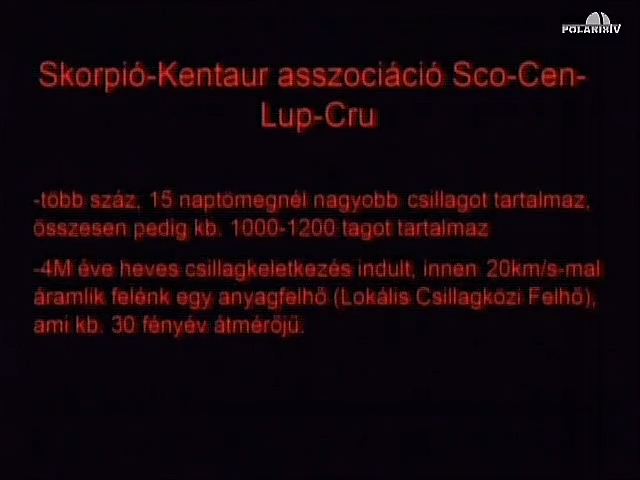 POLARIS TV
Skorpió-Kentaur asszociáció Sco-Cen-
Lup-Cru
-több száz, 15 naptömegnél nagyobb csillagot tartalmaz,
összesen pedig kb. 1000-1200 tagot tartalmaz
-4M éve heves csillagkeletkezés indult, innen 20km/s-mal
áramlik felénk egy anyagfelhő (Lokális Csillagközi Felhő),
ami kb. 30 fényév átmérőjű.